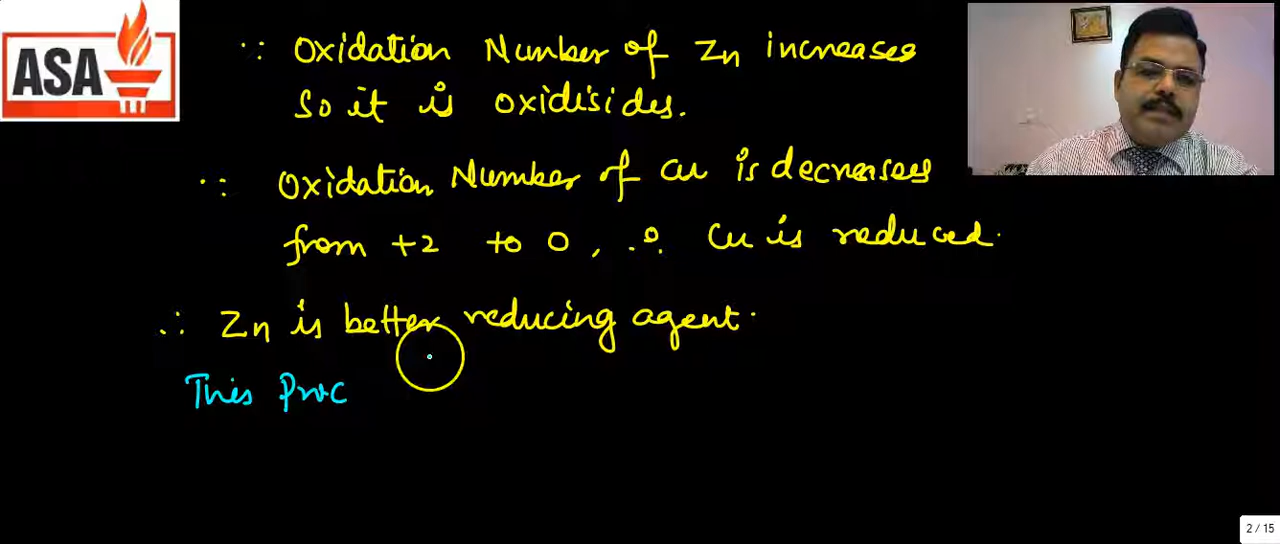 ASA
∵ Oxidation Number of Zn increases
So it is oxidisides.
∵ Oxidation Number of Cu is decreases
from +2 to 0, ∴ Cu is reduced.
∴ Zn is better reducing agent.
This Proc
2 / 15